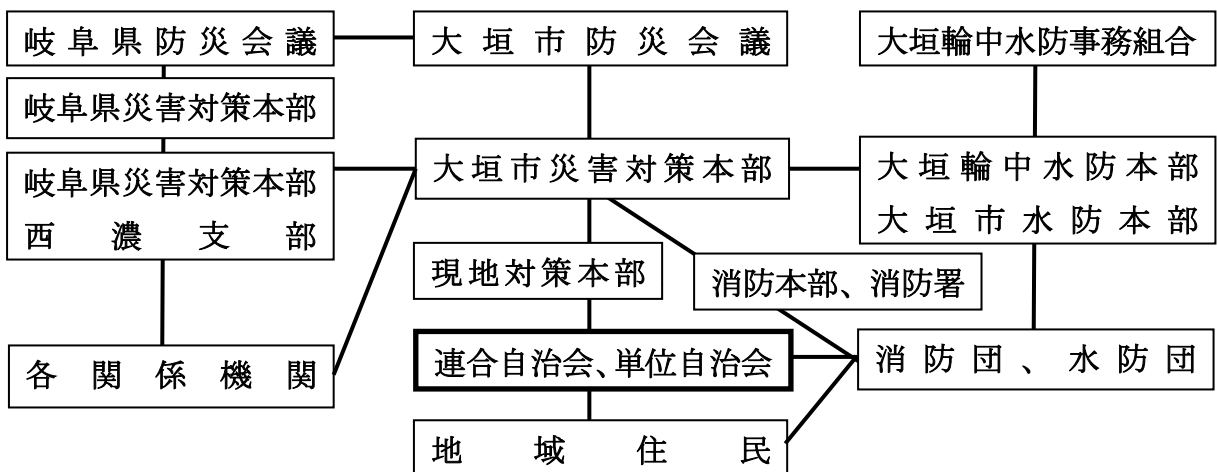 岐阜県防災会議
大垣市防災会議
大垣輪中水防事務組合
岐阜県災害対策本部
岐阜県災害対策本部
西濃支部
大垣市災害対策本部
大垣輪中水防本部
大垣市水防本部
現地対策本部
消防本部、消防署
各関係機関
連合自治会、単位自治会
消防団、水防団
地域住民